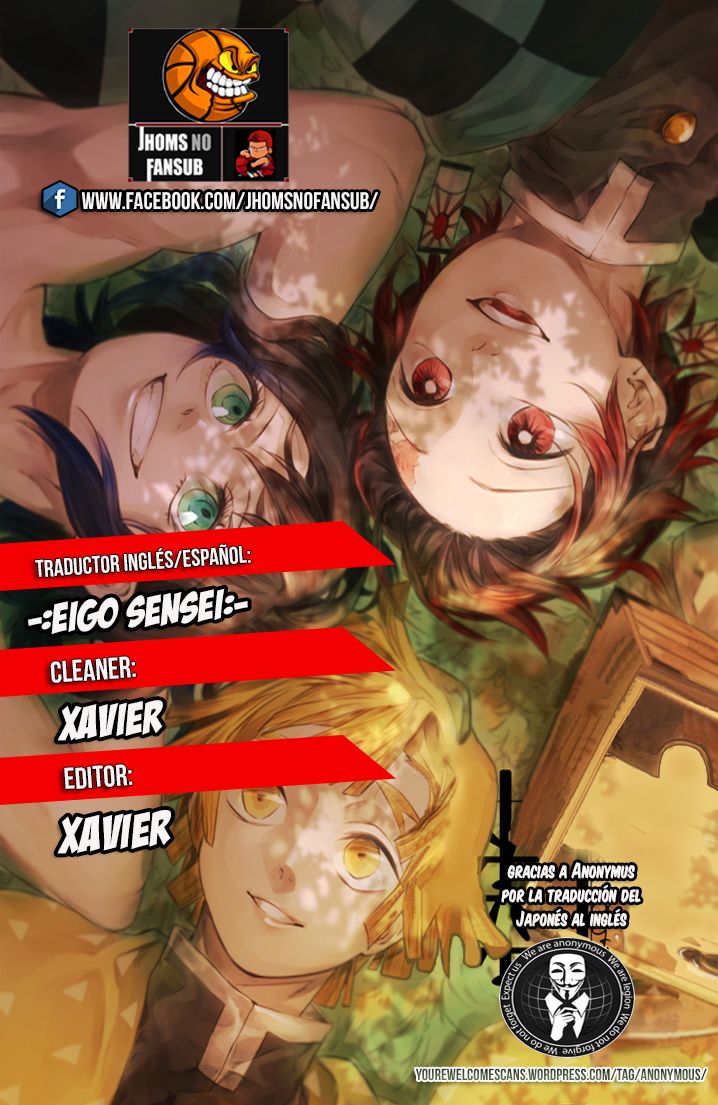 JHOMS NO
FANSUB
f WWW.FACEBOOK.COM/JHOMSNOFANSUB/
TRADUCTOR INGLÉS/ESPAÑOL:
-:EIGO SENSEI:-
CLEANER:
XAVIER
EDITOR:
XAVIER
GRACIAS A ANONYMUS
POR LA TRADUCCIÓN DEL
JAPONÉS AL INGLÉS
We are anonymous We are legion We do not forgive We do not forget Expect us
YOUREWELCOMESCANS.WORDPRESS.COM/TAG/ANONYMOUS/